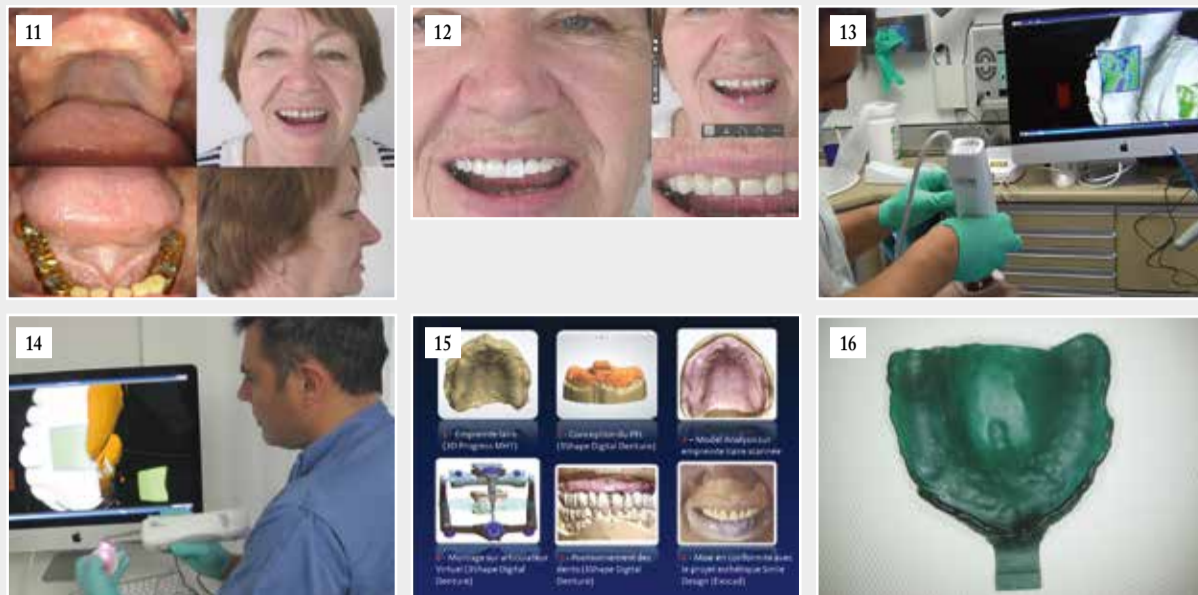 11
12
13
14
15
- Empreinte laire
(3D Progress MHT)
- Conception du PEI
(3Shape Digital Denture)
- Model Analysis sur
empreinte laire scannée
- Montage sur articulateur
Virtuel (3Shape Digital
Denture)
- Positionnement des
dents (3Shape Digital
Denture)
- Mise en conformité avec
le projet esthétique Smile
Design (Exocad)
16